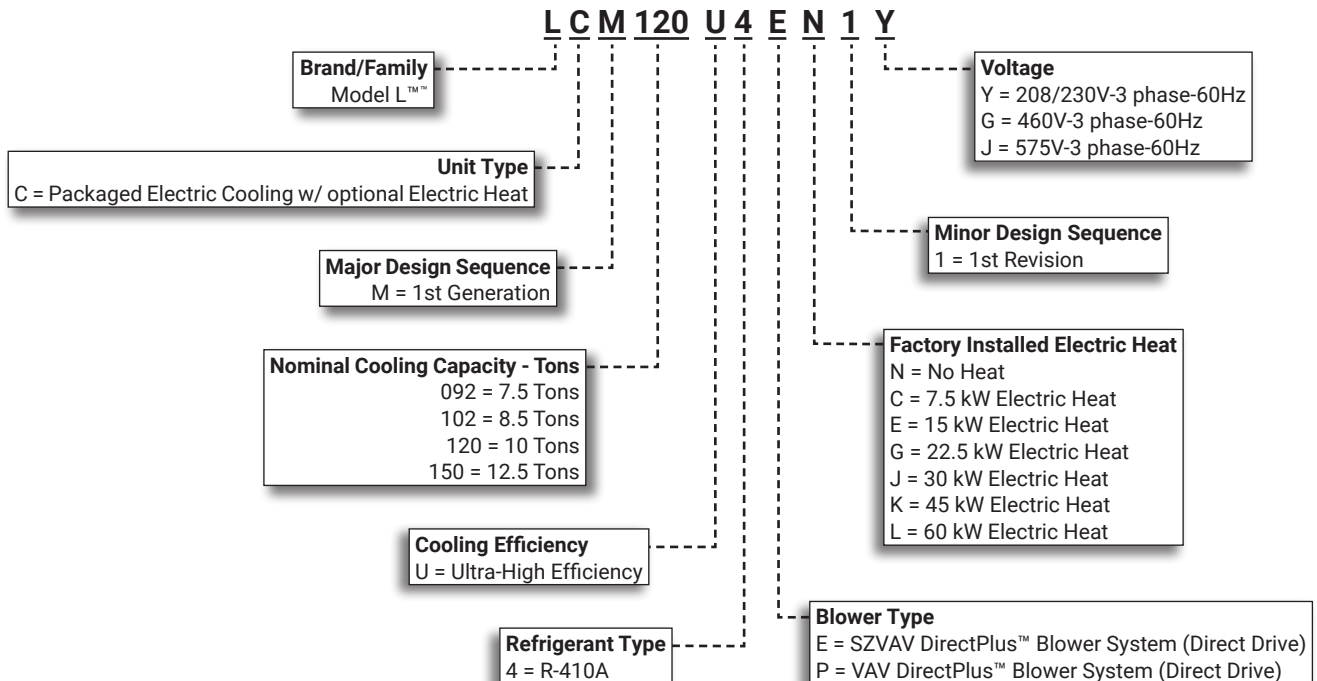 L C M 120 U 4 E N 1 Y
Brand/Family
Model L™™
Voltage
Y = 208/230V-3 phase-60Hz
G = 460V-3 phase-60Hz
J = 575V-3 phase-60Hz
Unit Type
C = Packaged Electric Cooling w/ optional Electric Heat
Minor Design Sequence
1 = 1st Revision
Major Design Sequence
M = 1st Generation
Factory Installed Electric Heat
N = No Heat
C = 7.5 kW Electric Heat
E = 15 kW Electric Heat
G = 22.5 kW Electric Heat
J = 30 kW Electric Heat
K = 45 kW Electric Heat
L = 60 kW Electric Heat
Nominal Cooling Capacity - Tons
092 = 7.5 Tons
102 = 8.5 Tons
120 = 10 Tons
150 = 12.5 Tons
Cooling Efficiency
U = Ultra-High Efficiency
Blower Type
E = SZVAV DirectPlus™ Blower System (Direct Drive)
P = VAV DirectPlus™ Blower System (Direct Drive)
Refrigerant Type
4 = R-410A